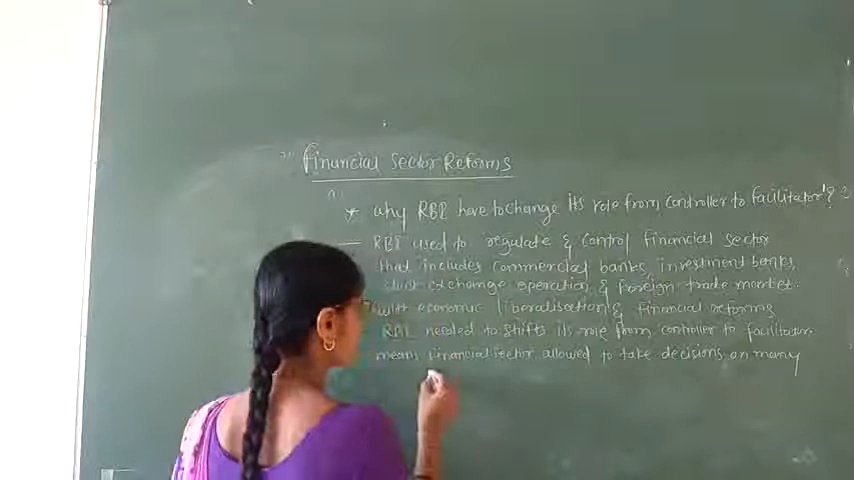 Financial Sector Reforms
* Why RBI have to change its role from controller to facilitator'?
— RBI used to regulate & control financial sector
that includes commercial banks, investment banks,
stock exchange operation & foreign trade market.
with economic liberalisation & financial reforms
RBI needed to shifts its role from controller to facilitator.
means financial sector allowed to take decisions on many